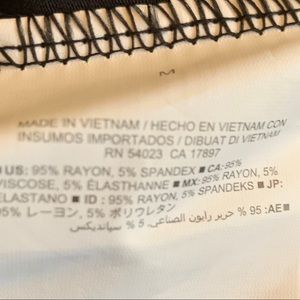 M
MADE IN VIETNAM / HECHO EN VIETNAM CON
INSUMOS IMPORTADOS / DIBUAT DI VIETNAM
RN 54023 CA 17897
US: 95% RAYON, 5% SPANDEX ■ CA: 95%
VISCOSE, 5% ÉLASTHANNE ■ MX: 95% RAYON, 5%
ELASTANO ■ ID : 95% RAYON, 5% SPANDEKS ■ JP:
95% レーヨン, 5% ポリウレタン
AE: 95 % حرير رايون الصناعي, 5 % سبانديكس